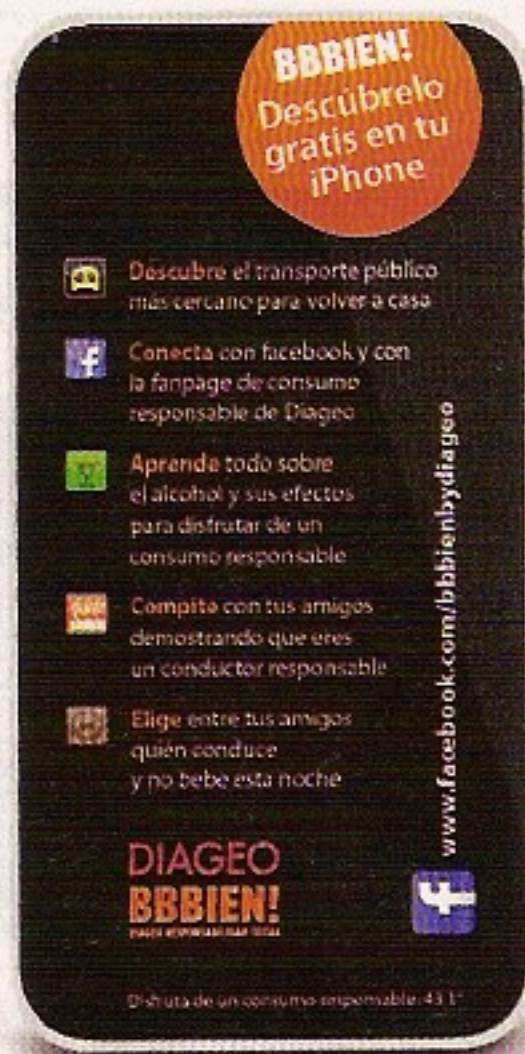 BBBIEN!
Descúbrelo
gratis en tu
iPhone
Descubre el transporte público
más cercano para volver a casa
Conecta con facebook y con
la fanpage de consumo
responsable de Diageo
Aprende todo sobre
el alcohol y sus efectos
para disfrutar de un
consumo responsable
Compite con tus amigos
demostrando que eres
un conductor responsable
Elige entre tus amigos
quién conduce
y no bebe esta noche
www.facebook.com/bbbienbydiageo
DIAGEO
BBBIEN!
Disfruta de un consumo responsable.